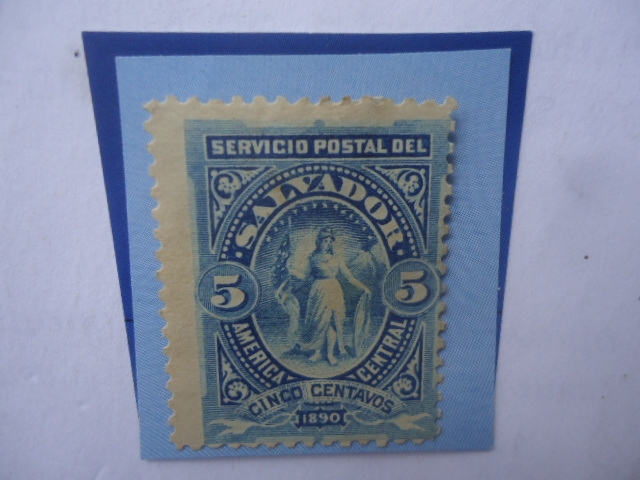 SERVICIO POSTAL DEL
SALVADOR
5 5
AMERICA CENTRAL
CINCO CENTAVOS
1890